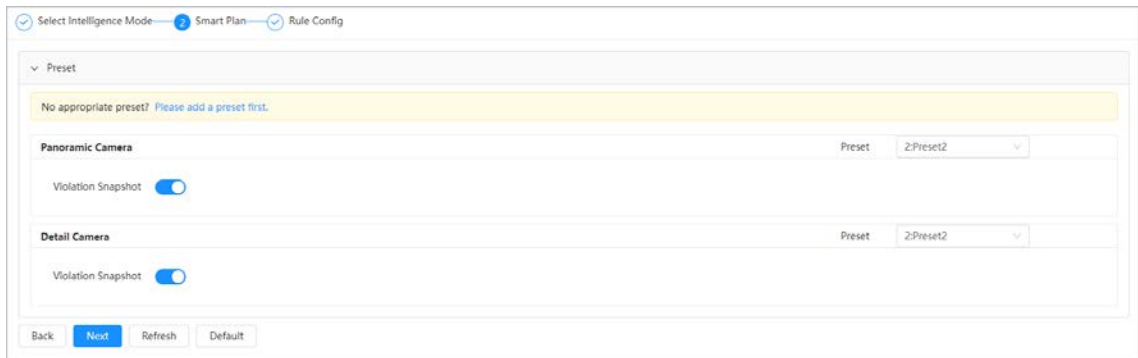 Select Intelligence Mode 2 Smart Plan Rule Config
Preset
No appropriate preset? Please add a preset first.
Panoramic Camera Preset 2:Preset2
Violation Snapshot
Detail Camera Preset 2:Preset2
Violation Snapshot
Back Next Refresh Default